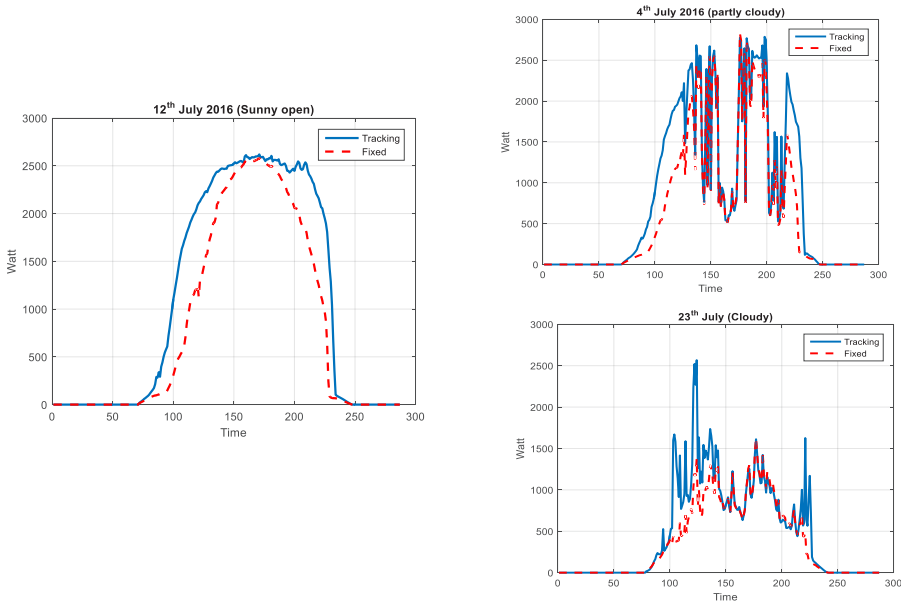 12th July 2016 (Sunny open)
3000
2500
2000
1500
1000
500
0
Watt
0 50 100 150 200 250 300
Time
Tracking
Fixed
4th July 2016 (partly cloudy)
3000
2500
2000
1500
1000
500
0
Watt
0 50 100 150 200 250 300
Time
Tracking
Fixed
23th July (Cloudy)
3000
2500
2000
1500
1000
500
0
Watt
0 50 100 150 200 250 300
Time
Tracking
Fixed